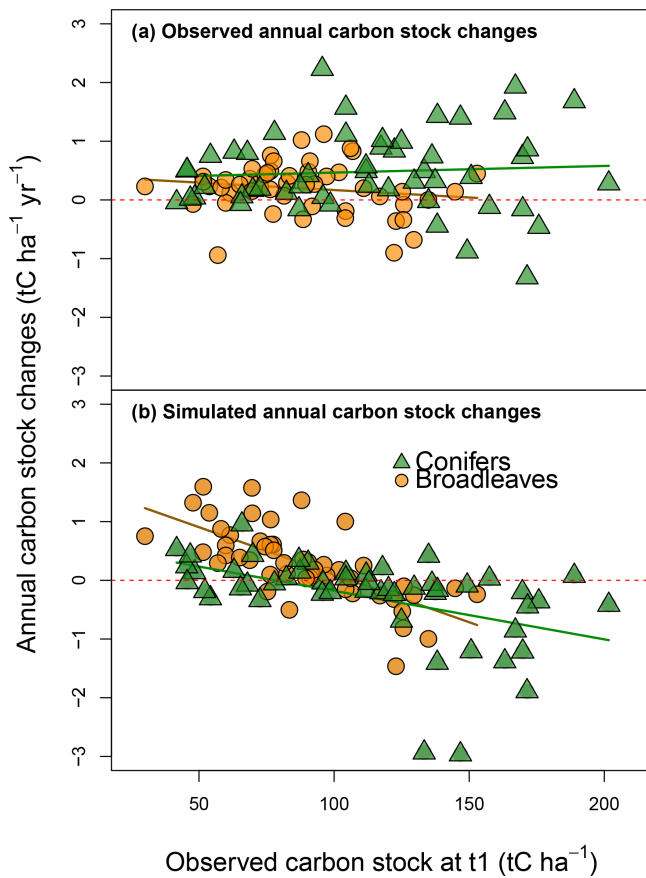 (a) Observed annual carbon stock changes
3
2
1
0
−1
−2
−3
Annual carbon stock changes (tC ha−1 yr−1)
(b) Simulated annual carbon stock changes
Conifers
Broadleaves
3
2
1
0
−1
−2
−3
50 100 150 200
Observed carbon stock at t1 (tC ha−1)